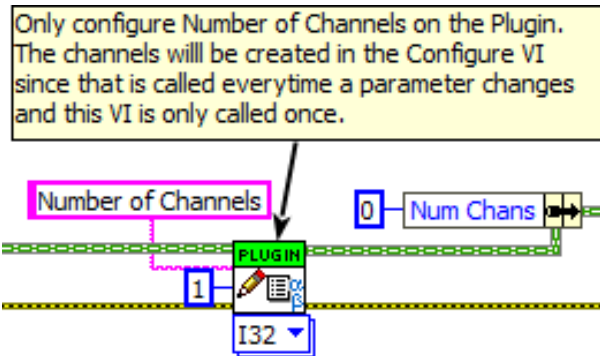 Only configure Number of Channels on the Plugin.
The channels willl be created in the Configure VI
since that is called everytime a parameter changes
and this VI is only called once.
Number of Channels
0
Num Chans
PLUGIN
1
α
β
I32